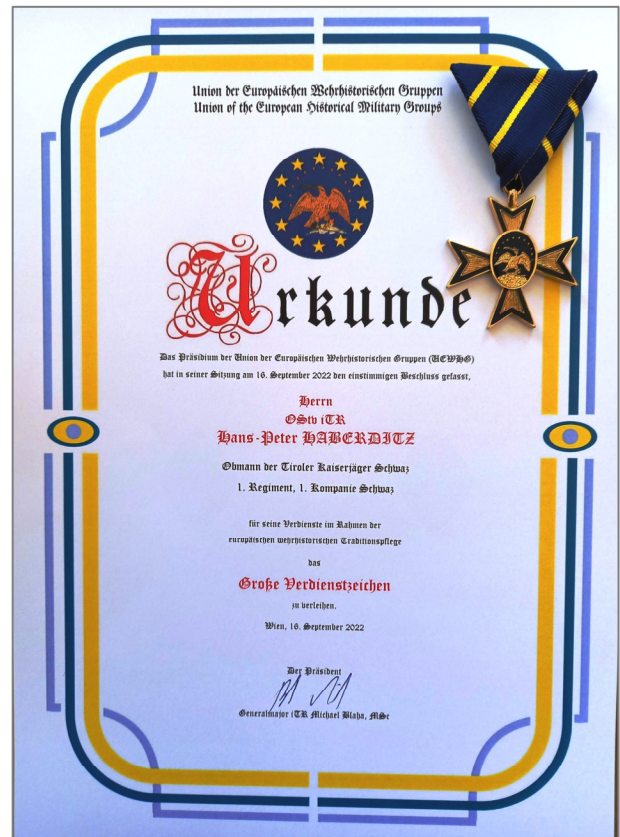 Union der Europäischen Wehrhistorischen Gruppen
Union of the European Historical Military Groups
Urkunde
Das Präsidium der Union der Europäischen Wehrhistorischen Gruppen (UEWHG)
hat in seiner Sitzung am 16. September 2022 den einstimmigen Beschluss gefasst,
Herrn
OStv iTR
Hans-Peter HABERDITZ
Obmann der Tiroler Kaiserjäger Schwaz
1. Regiment, 1. Kompanie Schwaz
für seine Verdienste im Rahmen der
europäischen wehrhistorischen Traditionspflege
das
Große Verdienstzeichen
zu verleihen.
Wien, 16. September 2022
Der Präsident
Generalmajor iTR Michael Blaha, MSc